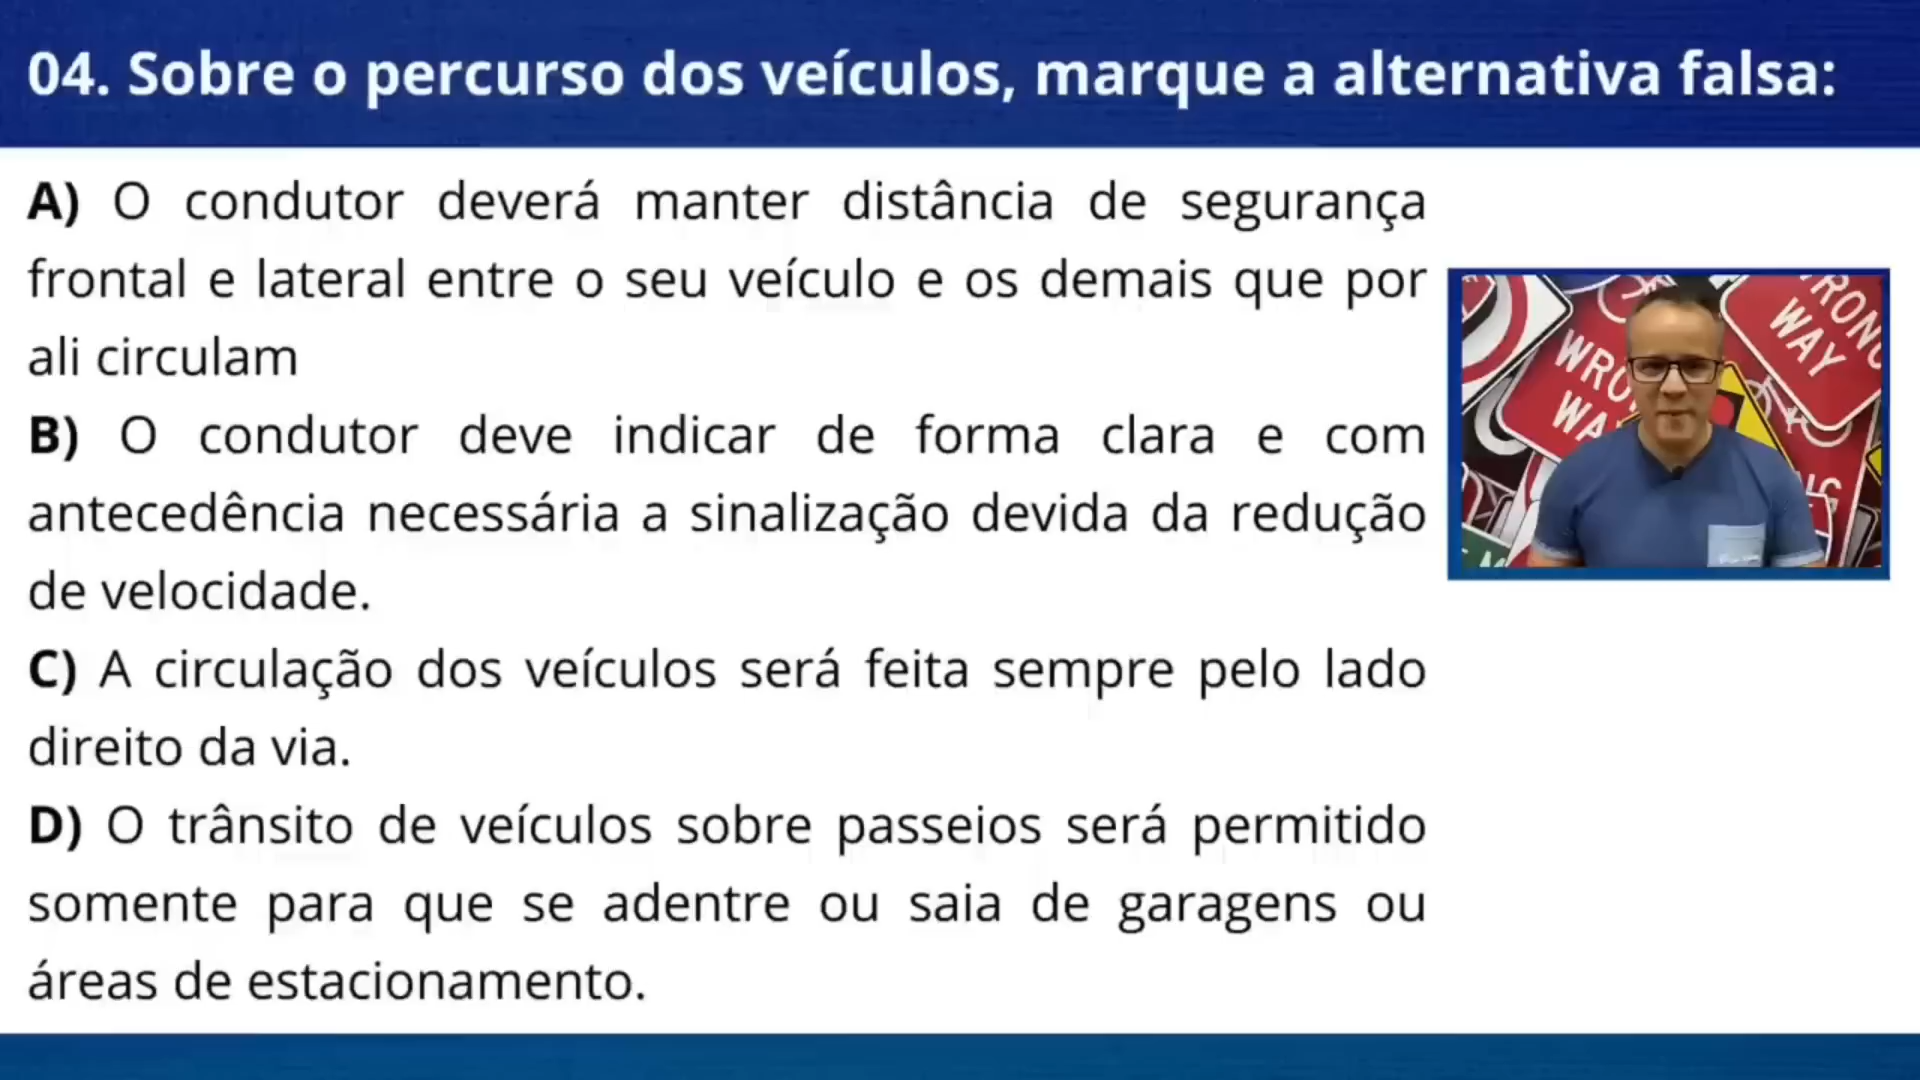 04. Sobre o percurso dos veículos, marque a alternativa falsa:
A) O condutor deverá manter distância de segurança
frontal e lateral entre o seu veículo e os demais que por
ali circulam
B) O condutor deve indicar de forma clara e com
antecedência necessária a sinalização devida da redução
de velocidade.
C) A circulação dos veículos será feita sempre pelo lado
direito da via.
D) O trânsito de veículos sobre passeios será permitido
somente para que se adentre ou saia de garagens ou
áreas de estacionamento.
WAY